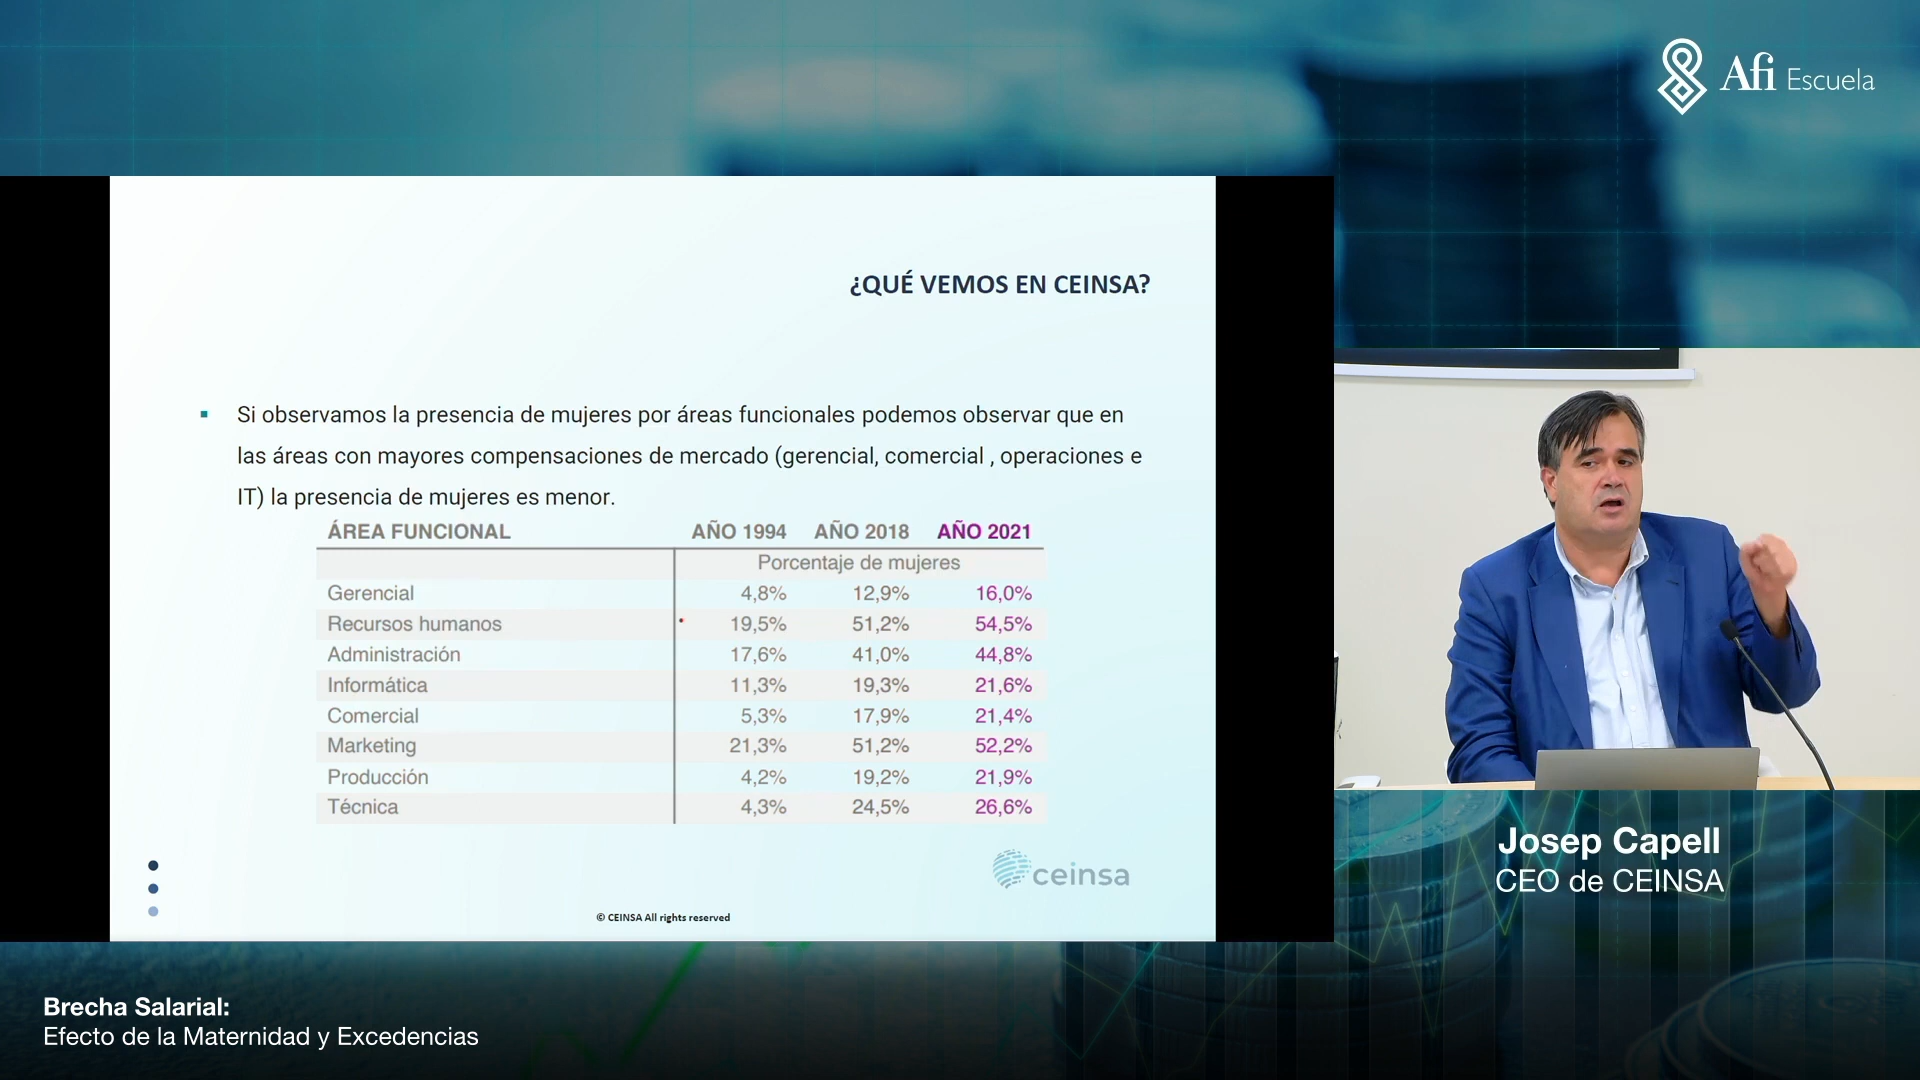 Afi Escuela
¿QUÉ VEMOS EN CEINSA?
▪ Si observamos la presencia de mujeres por áreas funcionales podemos observar que en
las áreas con mayores compensaciones de mercado (gerencial, comercial , operaciones e
IT) la presencia de mujeres es menor.
ÁREA FUNCIONAL AÑO 1994 AÑO 2018 AÑO 2021
Porcentaje de mujeres
Gerencial 4,8% 12,9% 16,0%
Recursos humanos 19,5% 51,2% 54,5%
Administración 17,6% 41,0% 44,8%
Informática 11,3% 19,3% 21,6%
Comercial 5,3% 17,9% 21,4%
Marketing 21,3% 51,2% 52,2%
Producción 4,2% 19,2% 21,9%
Técnica 4,3% 24,5% 26,6%
ceinsa
© CEINSA All rights reserved
Josep Capell
CEO de CEINSA
Brecha Salarial:
Efecto de la Maternidad y Excedencias